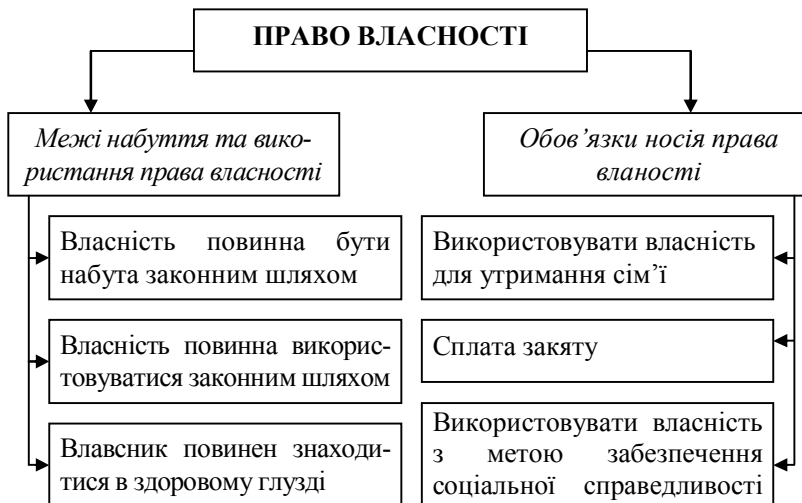 ПРАВО ВЛАСНОСТІ
Межі набуття та вико-
ристання права власності
Власність повинна бути
набута законним шляхом
Власність повинна викорис-
товуватися законним шляхом
Влавсник повинен знаходи-
тися в здоровому глузді
Обов’язки носія права
вланості
Використовувати власність
для утримання сім’ї
Сплата закяту
Використовувати власність
з метою забезпечення
соціальної справедливості